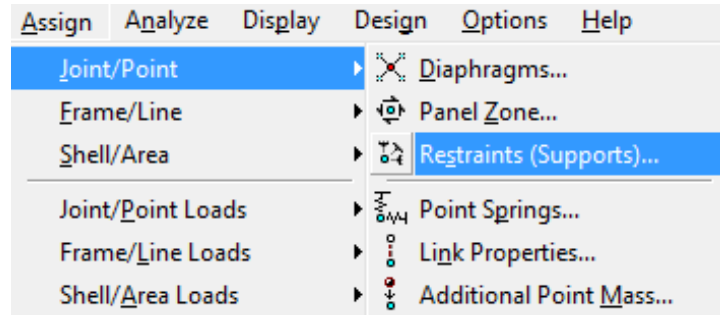 Assign Analyze Display Design Options Help
Joint/Point
Frame/Line
Shell/Area
Joint/Point Loads
Frame/Line Loads
Shell/Area Loads
Diaphragms...
Panel Zone...
Restraints (Supports)...
Point Springs...
Link Properties...
Additional Point Mass...